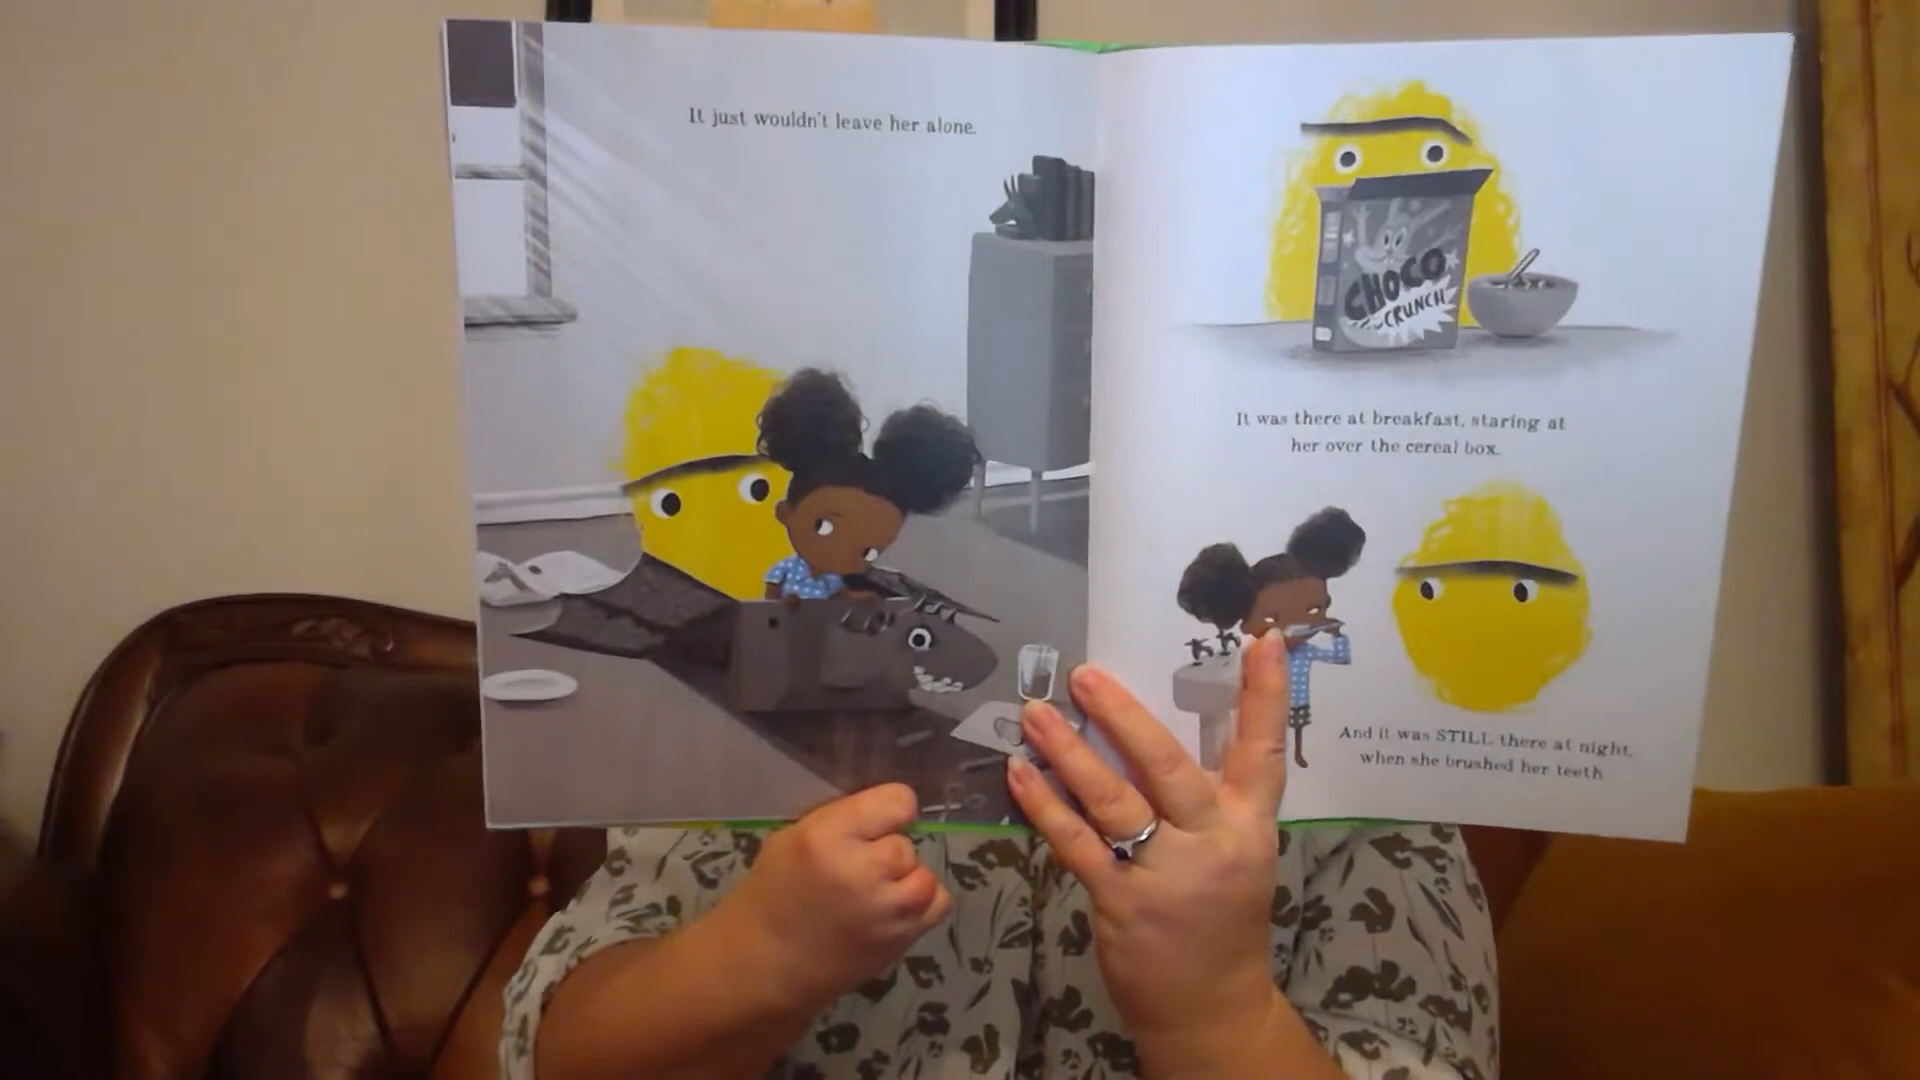 It just wouldn't leave her alone.
CHOCO
CRUNCH
It was there at breakfast, staring at
her over the cereal box.
And it was STILL there at night,
when she brushed her teeth.